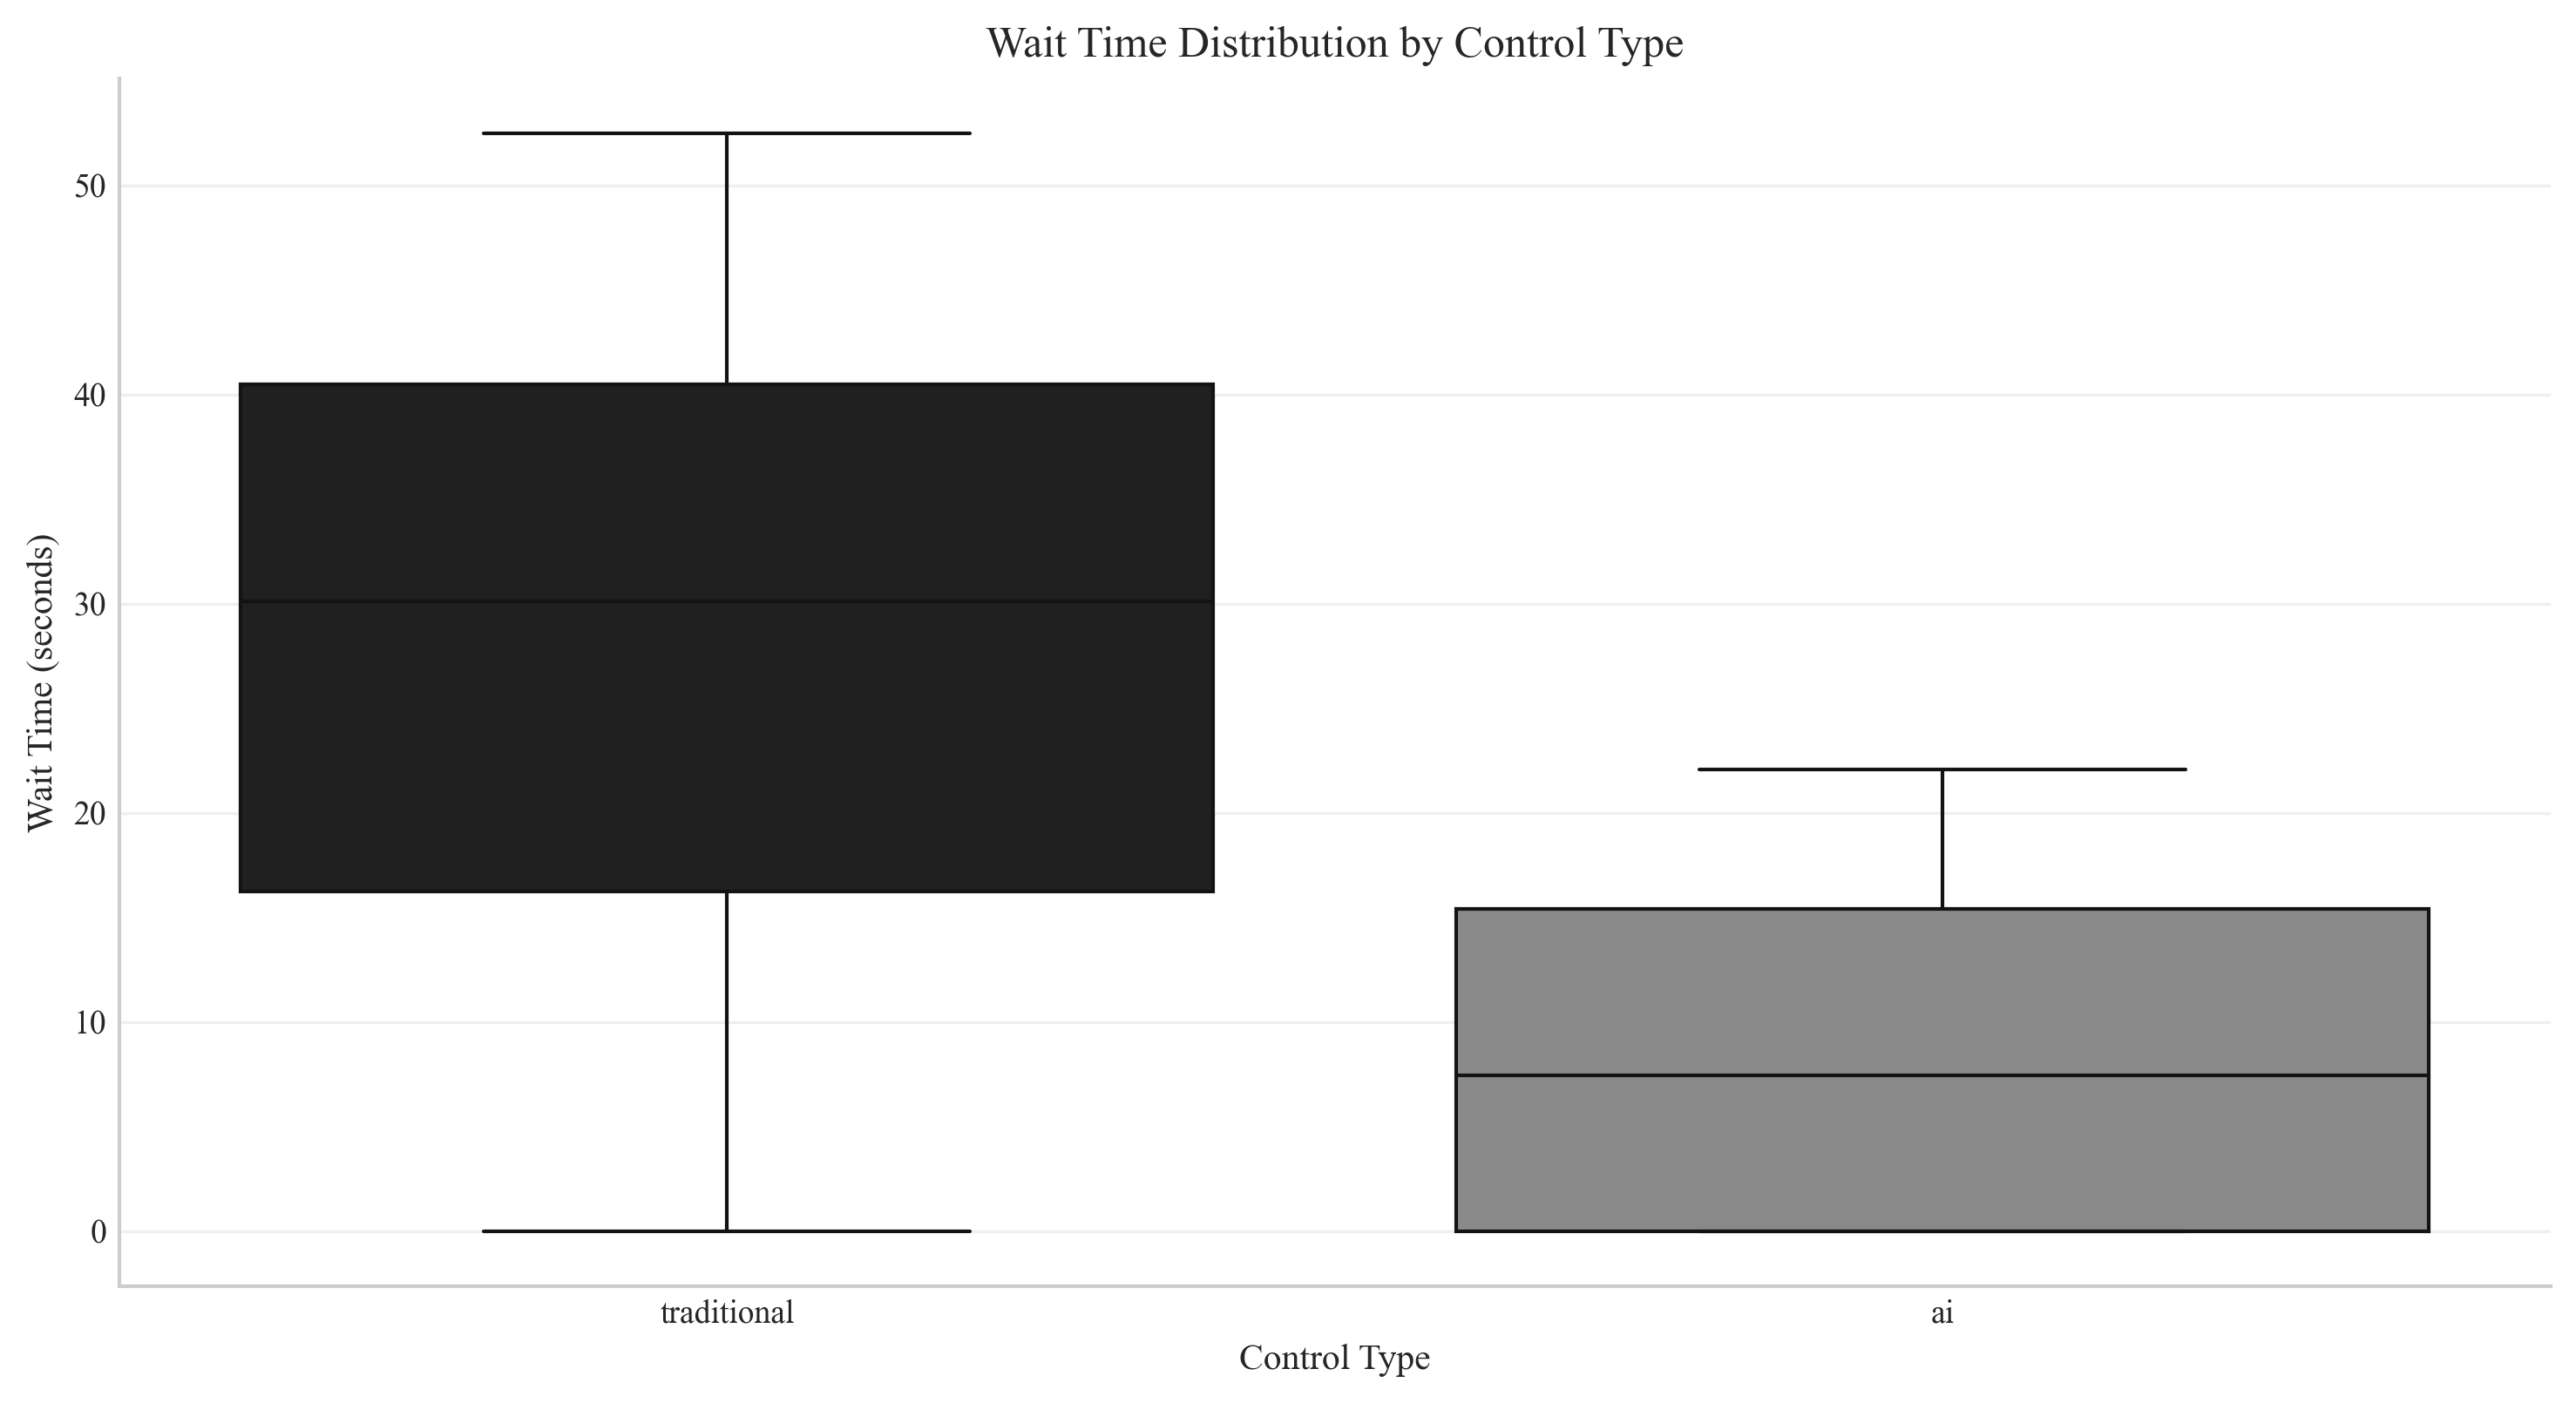 Wait Time Distribution by Control Type
Wait Time (seconds)
50
40
30
20
10
0
traditional
ai
Control Type